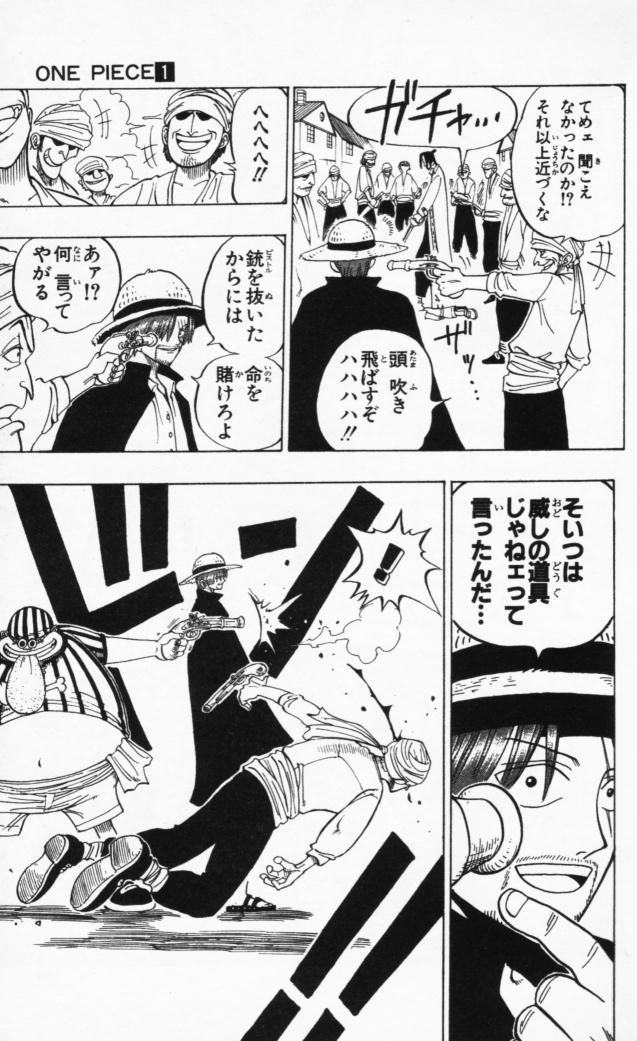 ONE PIECE 1
てめェ 聞こえ
なかったのか!?
それ以上近づくな
ガチャ・・・
ザッ・・・
頭 吹き
飛ばすぞ
ハハハハ!!
へへへへ!!
銃を抜いた
からには
命を
賭けろよ
あァ!?
何 言って
やがる
そいつは
威しの道具
じゃねェって
言ったんだ…
!
ドン!!